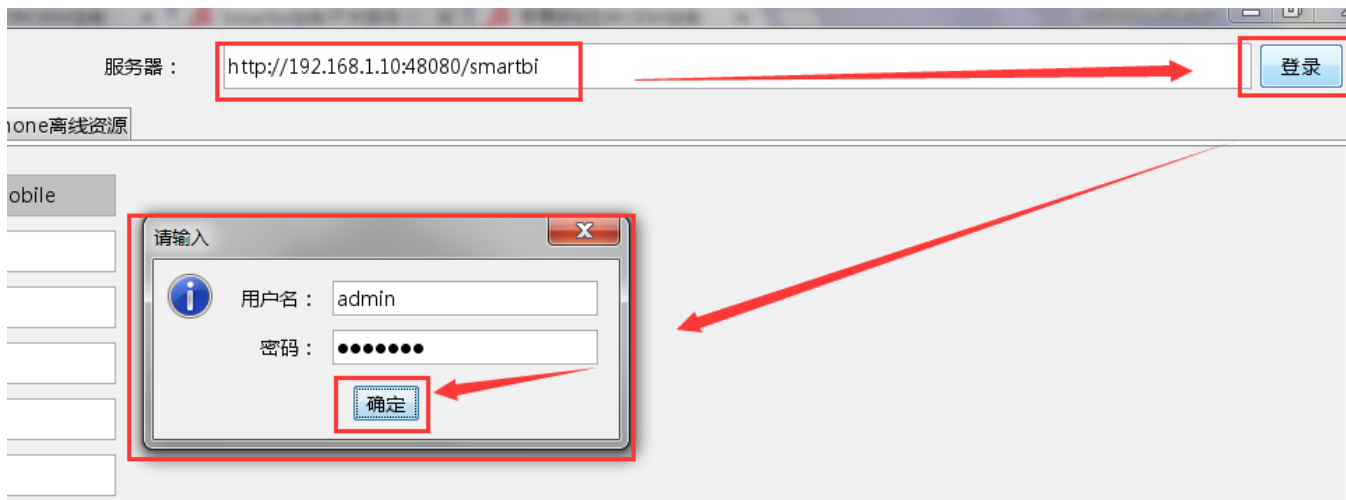 服务器： http://192.168.1.10:48080/smartbi 登录
hone离线资源
obile
请输入
用户名： admin
密码： ●●●●●●●
确定